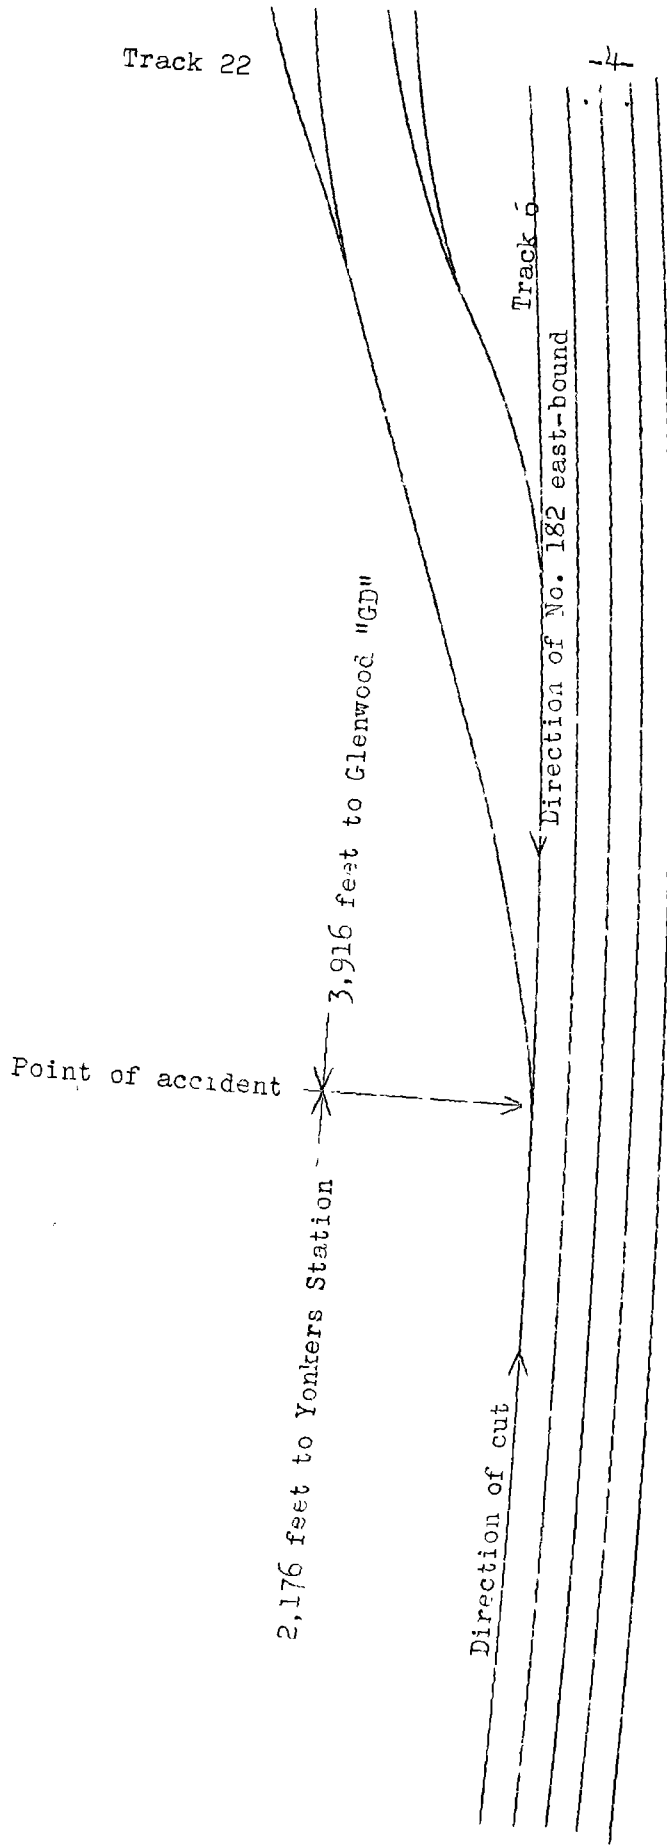 Track 22
-4-
Track 6
Direction of No. 182 east-bound
3,916 feet to Glenwood "GD"
Point of accident
2,176 feet to Yonkers Station
Direction of cut